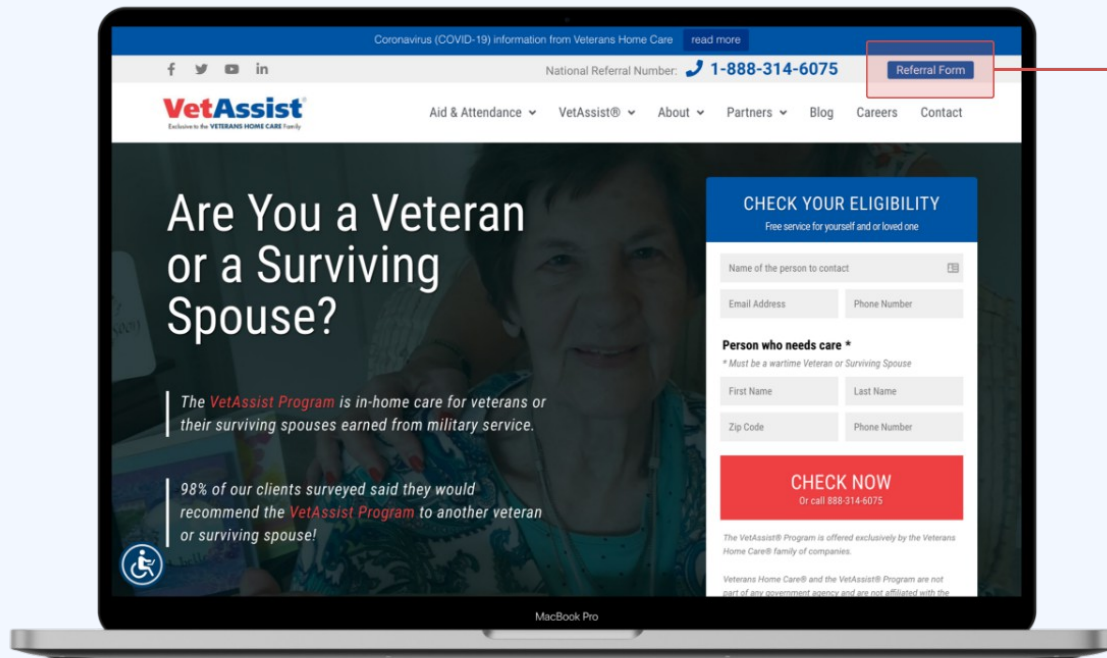 Coronavirus (COVID-19) information from Veterans Home Care read more
f in
National Referral Number: 1-888-314-6075 Referral Form
VetAssist®
Exclusive to the VETERANS HOME CARE Family
Aid & Attendance VetAssist® About Partners Blog Careers Contact
Are You a Veteran
or a Surviving
Spouse?
The VetAssist Program is in-home care for veterans or
their surviving spouses earned from military service.
98% of our clients surveyed said they would
recommend the VetAssist Program to another veteran
or surviving spouse!
CHECK YOUR ELIGIBILITY
Free service for yourself and or loved one
Name of the person to contact
Email Address Phone Number
Person who needs care *
* Must be a wartime Veteran or Surviving Spouse
First Name Last Name
Zip Code Phone Number
CHECK NOW
Or call 888-314-6075
The VetAssist® Program is offered exclusively by the Veterans
Home Care® family of companies.
Veterans Home Care® and the VetAssist® Program are not
part of any government agency and are not affiliated with the
MacBook Pro